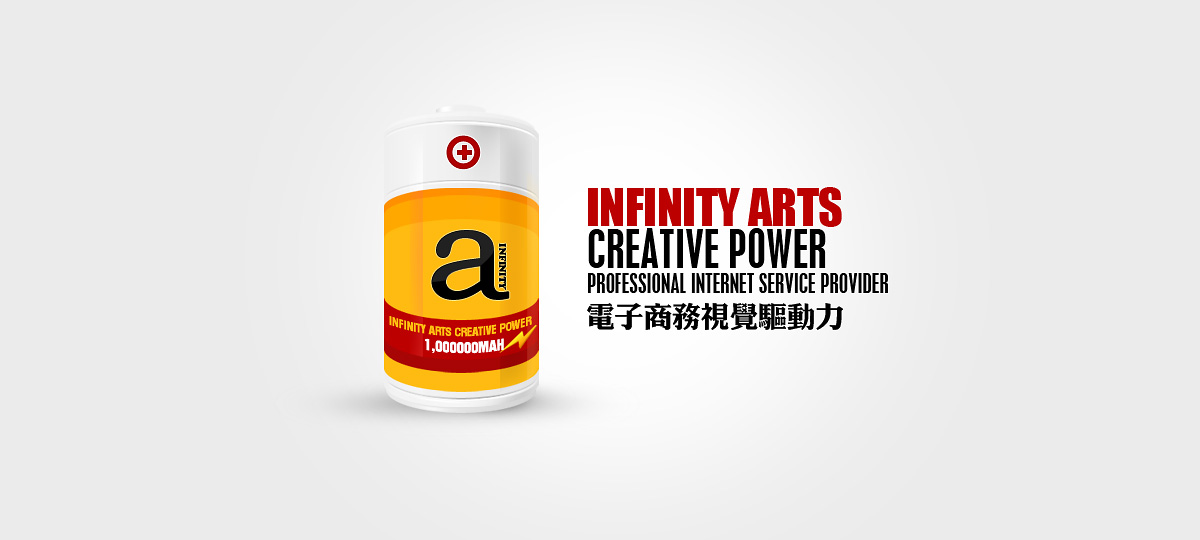 a
INFINITY
INFINITY ARTS CREATIVE POWER
1,000000MAH
INFINITY ARTS
CREATIVE POWER
PROFESSIONAL INTERNET SERVICE PROVIDER
電子商務視覺驅動力